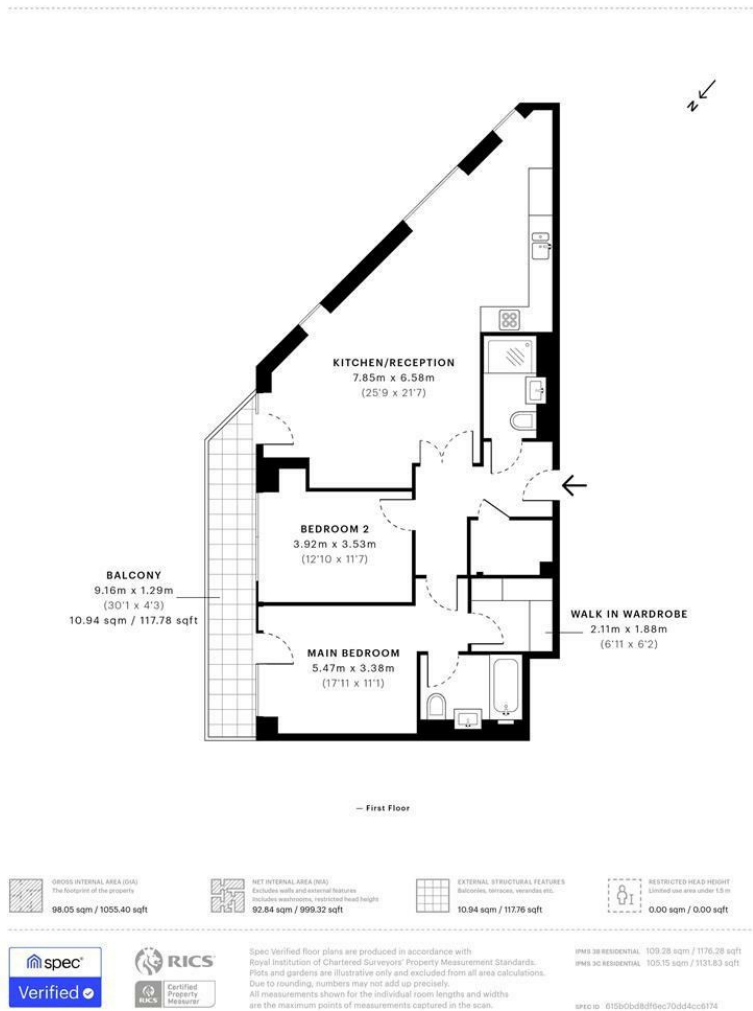 N
KITCHEN/RECEPTION
7.85m x 6.58m
(25'9 x 21'7)
BEDROOM 2
3.92m x 3.53m
(12'10 x 11'7)
BALCONY
9.16m x 1.29m
(30'1 x 4'3)
10.94 sqm / 117.78 sqft
WALK IN WARDROBE
2.11m x 1.88m
(6'11 x 6'2)
MAIN BEDROOM
5.47m x 3.38m
(17'11 x 11'1)
— First Floor
GROSS INTERNAL AREA (GIA)
The footprint of the property
98.05 sqm / 1055.40 sqft
NET INTERNAL AREA (NIA)
Excludes walls and external features
Includes washrooms, restricted head height
92.84 sqm / 999.32 sqft
EXTERNAL STRUCTURAL FEATURES
Balconies, terraces, verandas etc.
10.94 sqm / 117.76 sqft
RESTRICTED HEAD HEIGHT
Limited use area under 1.5 m
0.00 sqm / 0.00 sqft
spec
Verified
RICS
RICS
Certified
Property
Measurer
Spec Verified floor plans are produced in accordance with
Royal Institution of Chartered Surveyors' Property Measurement Standards.
Plots and gardens are illustrative only and excluded from all area calculations.
Due to rounding, numbers may not add up precisely.
All measurements shown for the individual room lengths and widths
are the maximum points of measurements captured in the scan.
IPMS 3B RESIDENTIAL 109.28 sqm / 1176.28 sqft
IPMS 3C RESIDENTIAL 105.15 sqm / 1131.83 sqft
SPEC ID 615b0bd8df6ec70dd4cc6174